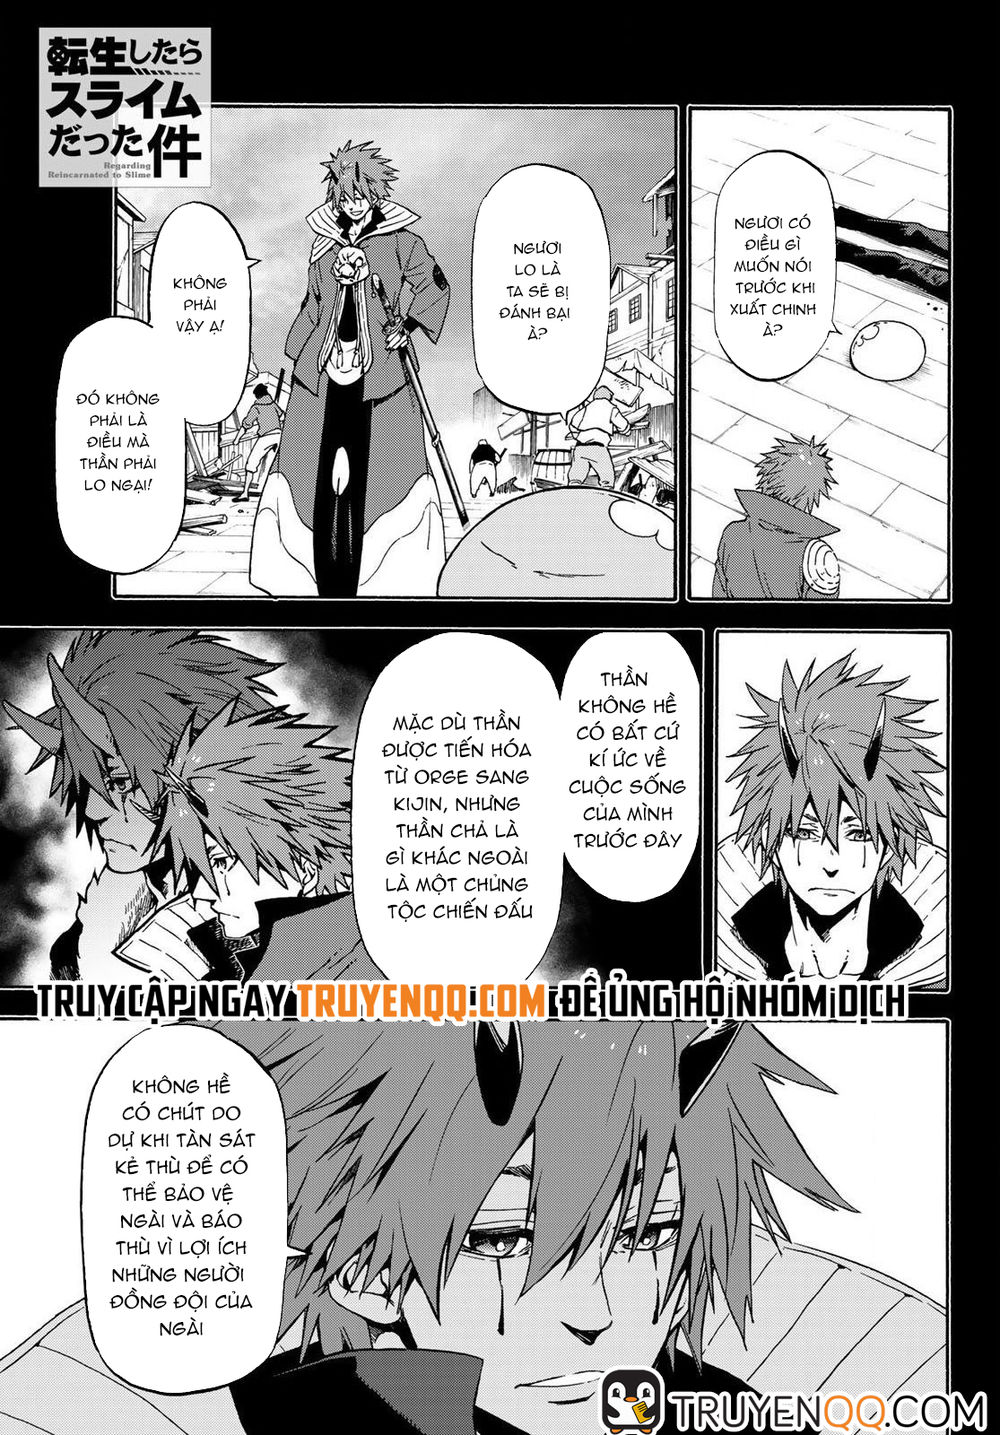 転生したら
スライム
だった件
Regarding
Reincarnated to Slime
NGƯƠI CÓ
ĐIỀU GÌ
MUỐN NÓI
TRƯỚC KHI
XUẤT CHINH
À?
NGƯƠI
LO LÀ
TA SẼ BỊ
ĐÁNH BẠI
À?
KHÔNG
PHẢI
VẬY Ạ!
ĐÓ KHÔNG
PHẢI LÀ
ĐIỀU MÀ
THẦN PHẢI
LO NGẠI!
THẦN
KHÔNG HỀ
CÓ BẤT CỨ
KÍ ỨC VỀ
CUỘC SỐNG
CỦA MÌNH
TRƯỚC ĐÂY
MẶC DÙ THẦN
ĐƯỢC TIẾN HÓA
TỪ ORGE SANG
KIJIN, NHƯNG
THẦN CHẢ LÀ
GÌ KHÁC NGOÀI
LÀ MỘT CHỦNG
TỘC CHIẾN ĐẤU
TRUY CẬP NGAY TRUYENQQ.COM ĐỂ ỦNG HỘ NHÓM DỊCH
KHÔNG HỀ
CÓ CHÚT DO
DỰ KHI TÀN SÁT
KẺ THÙ ĐỂ CÓ
THỂ BẢO VỆ
NGÀI VÀ BÁO
THÙ VÌ LỢI ÍCH
NHỮNG NGƯỜI
ĐỒNG ĐỘI CỦA
NGÀI
TRUYENQQ.COM